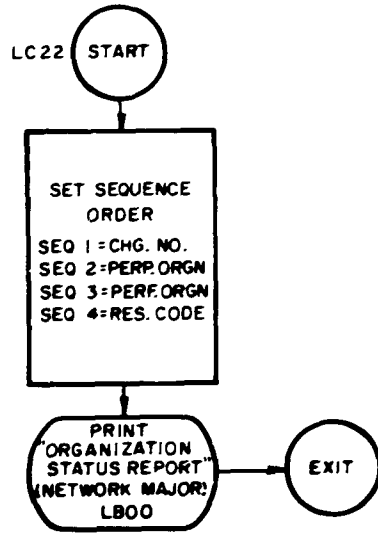 LC22 START
SET SEQUENCE
ORDER
SEQ 1=CHG. NO.
SEQ 2=PERP.ORGN
SEQ 3=PERF.ORGN
SEQ 4=RES. CODE
PRINT
"ORGANIZATION
STATUS REPORT"
(NETWORK MAJOR)
LB00
EXIT